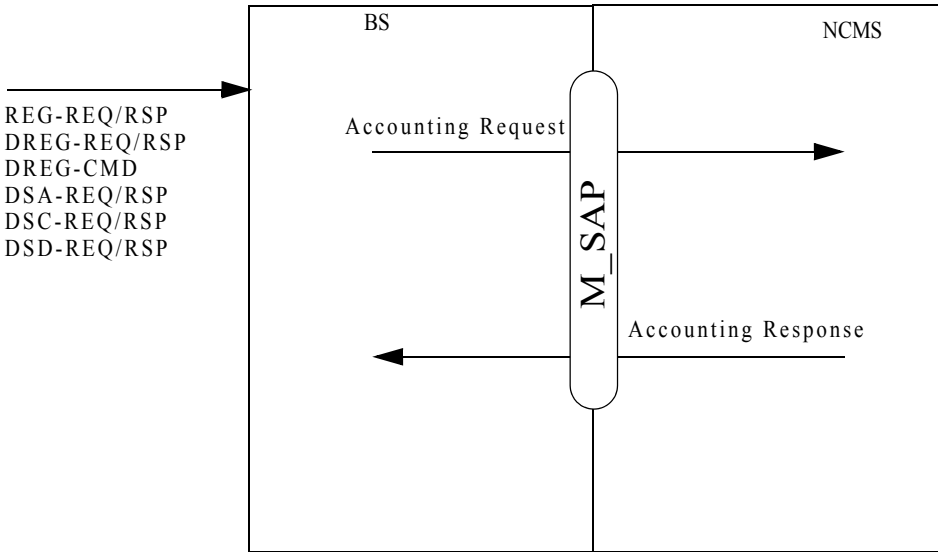 BS
NCMS
REG-REQ/RSP
DREG-REQ/RSP
DREG-CMD
DSA-REQ/RSP
DSC-REQ/RSP
DSD-REQ/RSP
Accounting Request
M_SAP
Accounting Response